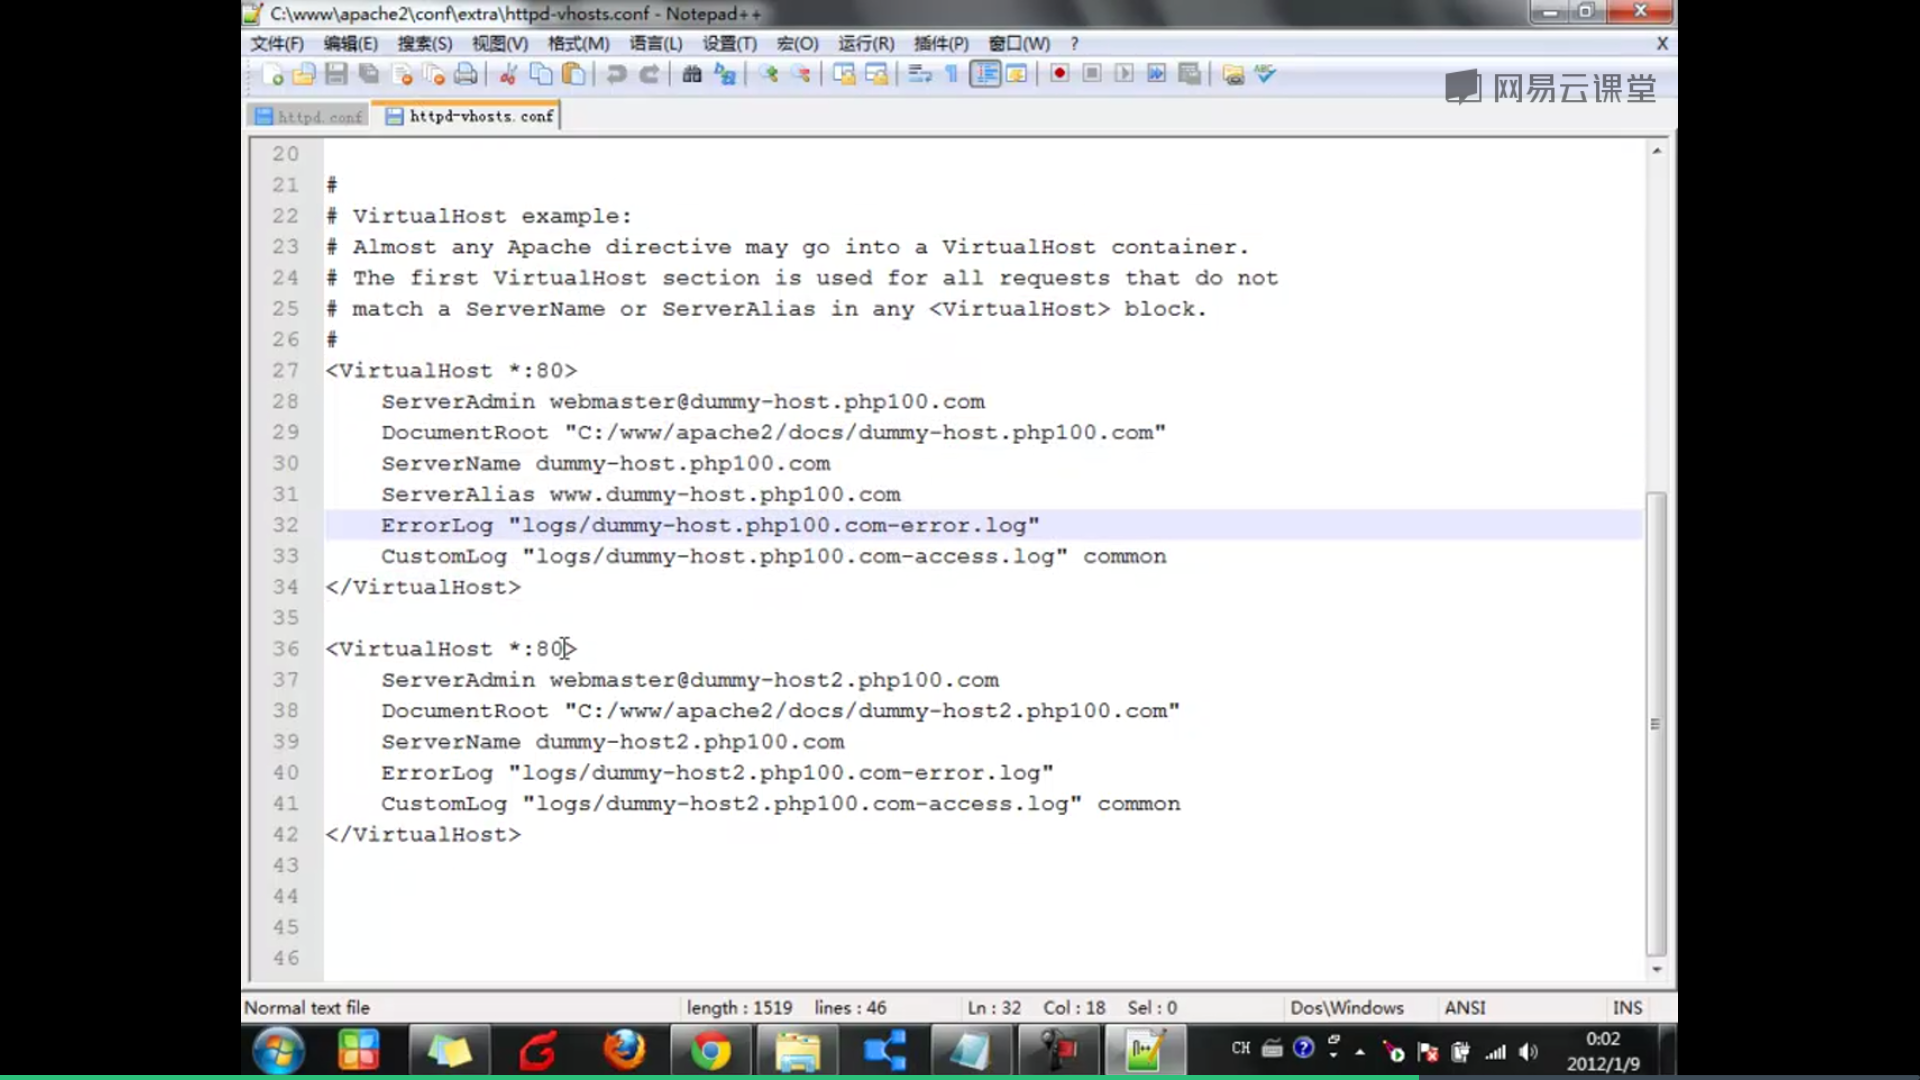 C:\www\apache2\conf\extra\httpd-vhosts.conf - Notepad++
文件(F) 编辑(E) 搜索(S) 视图(V) 格式(M) 语言(L) 设置(T) 宏(O) 运行(R) 插件(P) 窗口(W) ? X
网易云课堂
httpd.conf httpd-vhosts.conf
20
21 #
22 # VirtualHost example:
23 # Almost any Apache directive may go into a VirtualHost container.
24 # The first VirtualHost section is used for all requests that do not
25 # match a ServerName or ServerAlias in any <VirtualHost> block.
26 #
27 <VirtualHost *:80>
28 ServerAdmin webmaster@dummy-host.php100.com
29 DocumentRoot "C:/www/apache2/docs/dummy-host.php100.com"
30 ServerName dummy-host.php100.com
31 ServerAlias www.dummy-host.php100.com
32 ErrorLog "logs/dummy-host.php100.com-error.log"
33 CustomLog "logs/dummy-host.php100.com-access.log" common
34 </VirtualHost>
35
36 <VirtualHost *:80>
37 ServerAdmin webmaster@dummy-host2.php100.com
38 DocumentRoot "C:/www/apache2/docs/dummy-host2.php100.com"
39 ServerName dummy-host2.php100.com
40 ErrorLog "logs/dummy-host2.php100.com-error.log"
41 CustomLog "logs/dummy-host2.php100.com-access.log" common
42 </VirtualHost>
43
44
45
46
Normal text file length : 1519 lines : 46 Ln : 32 Col : 18 Sel : 0 Dos\Windows ANSI INS
CH 0:02
2012/1/9